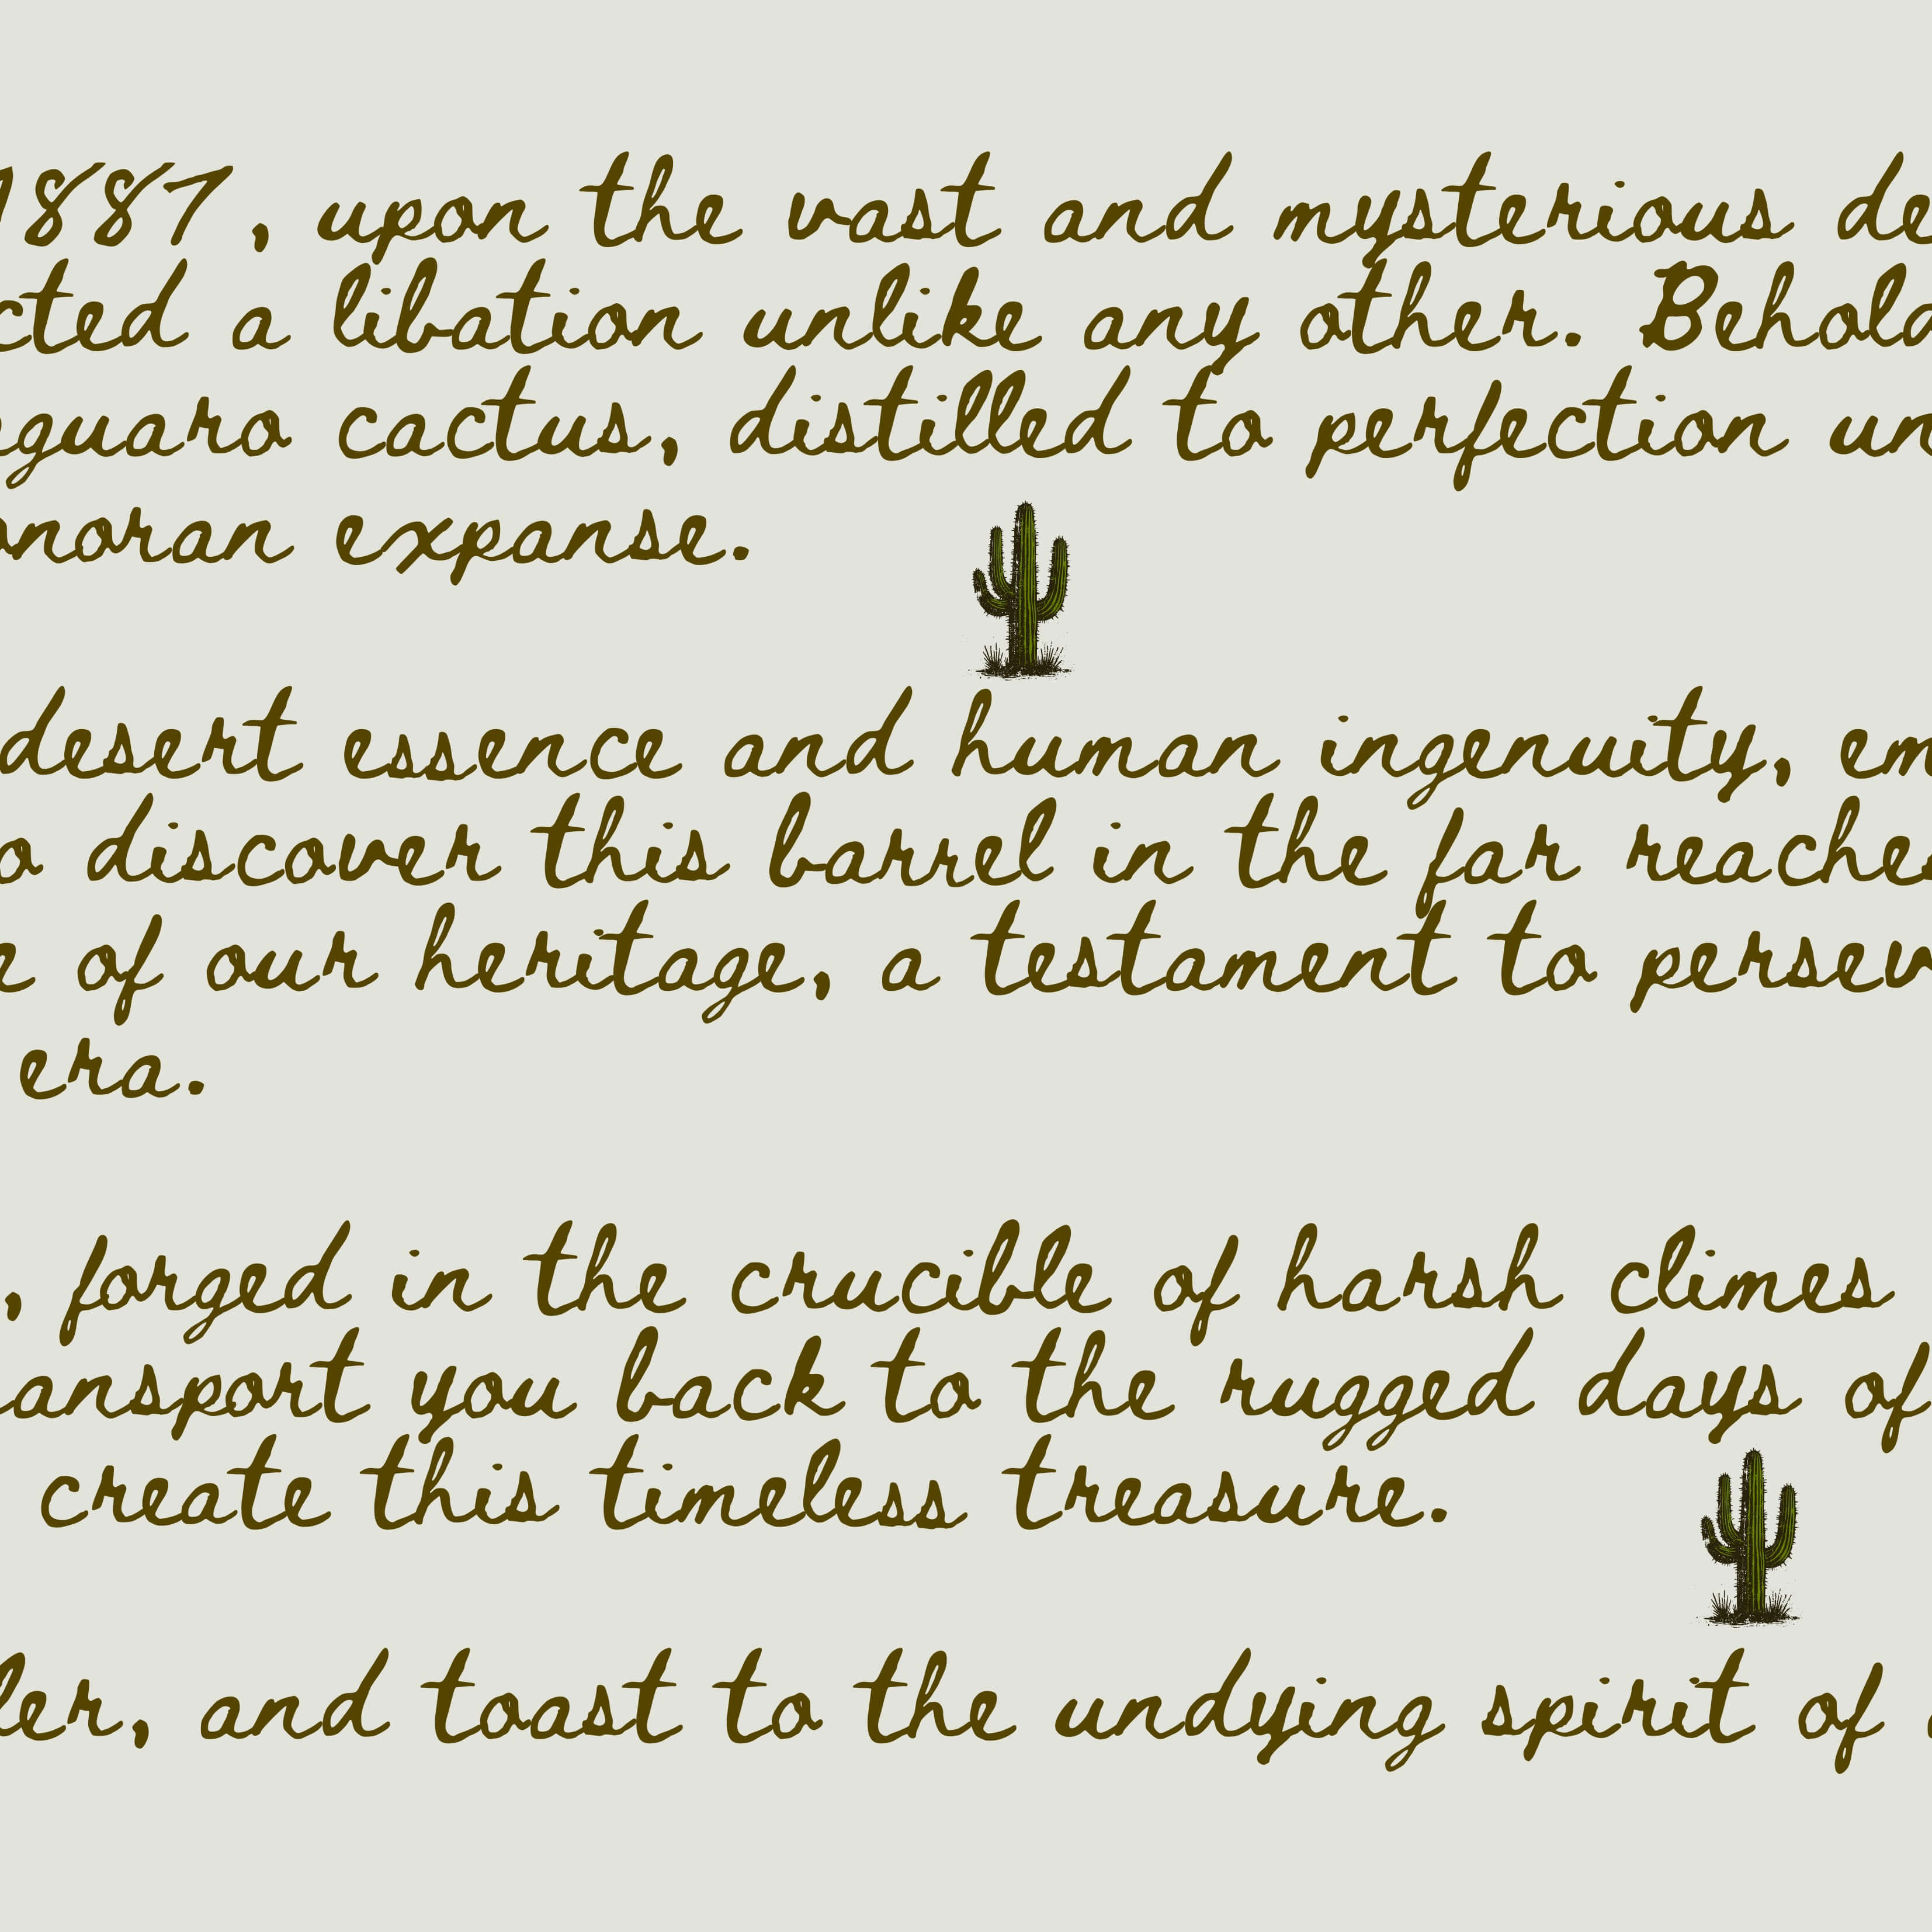 1887, upon the vast and mysterious de
cted a libation unlike any other. Behold
guaro cactus, distilled to perfection un
noran expanse.
desert essence and human ingenuity, em
o discover this barrel in the far reaches
e of our heritage, a testament to persev
era.
, forged in the crucible of harsh climes
ansport you back to the rugged days of
create this timeless treasure.
ler, and toast to the undying spirit of